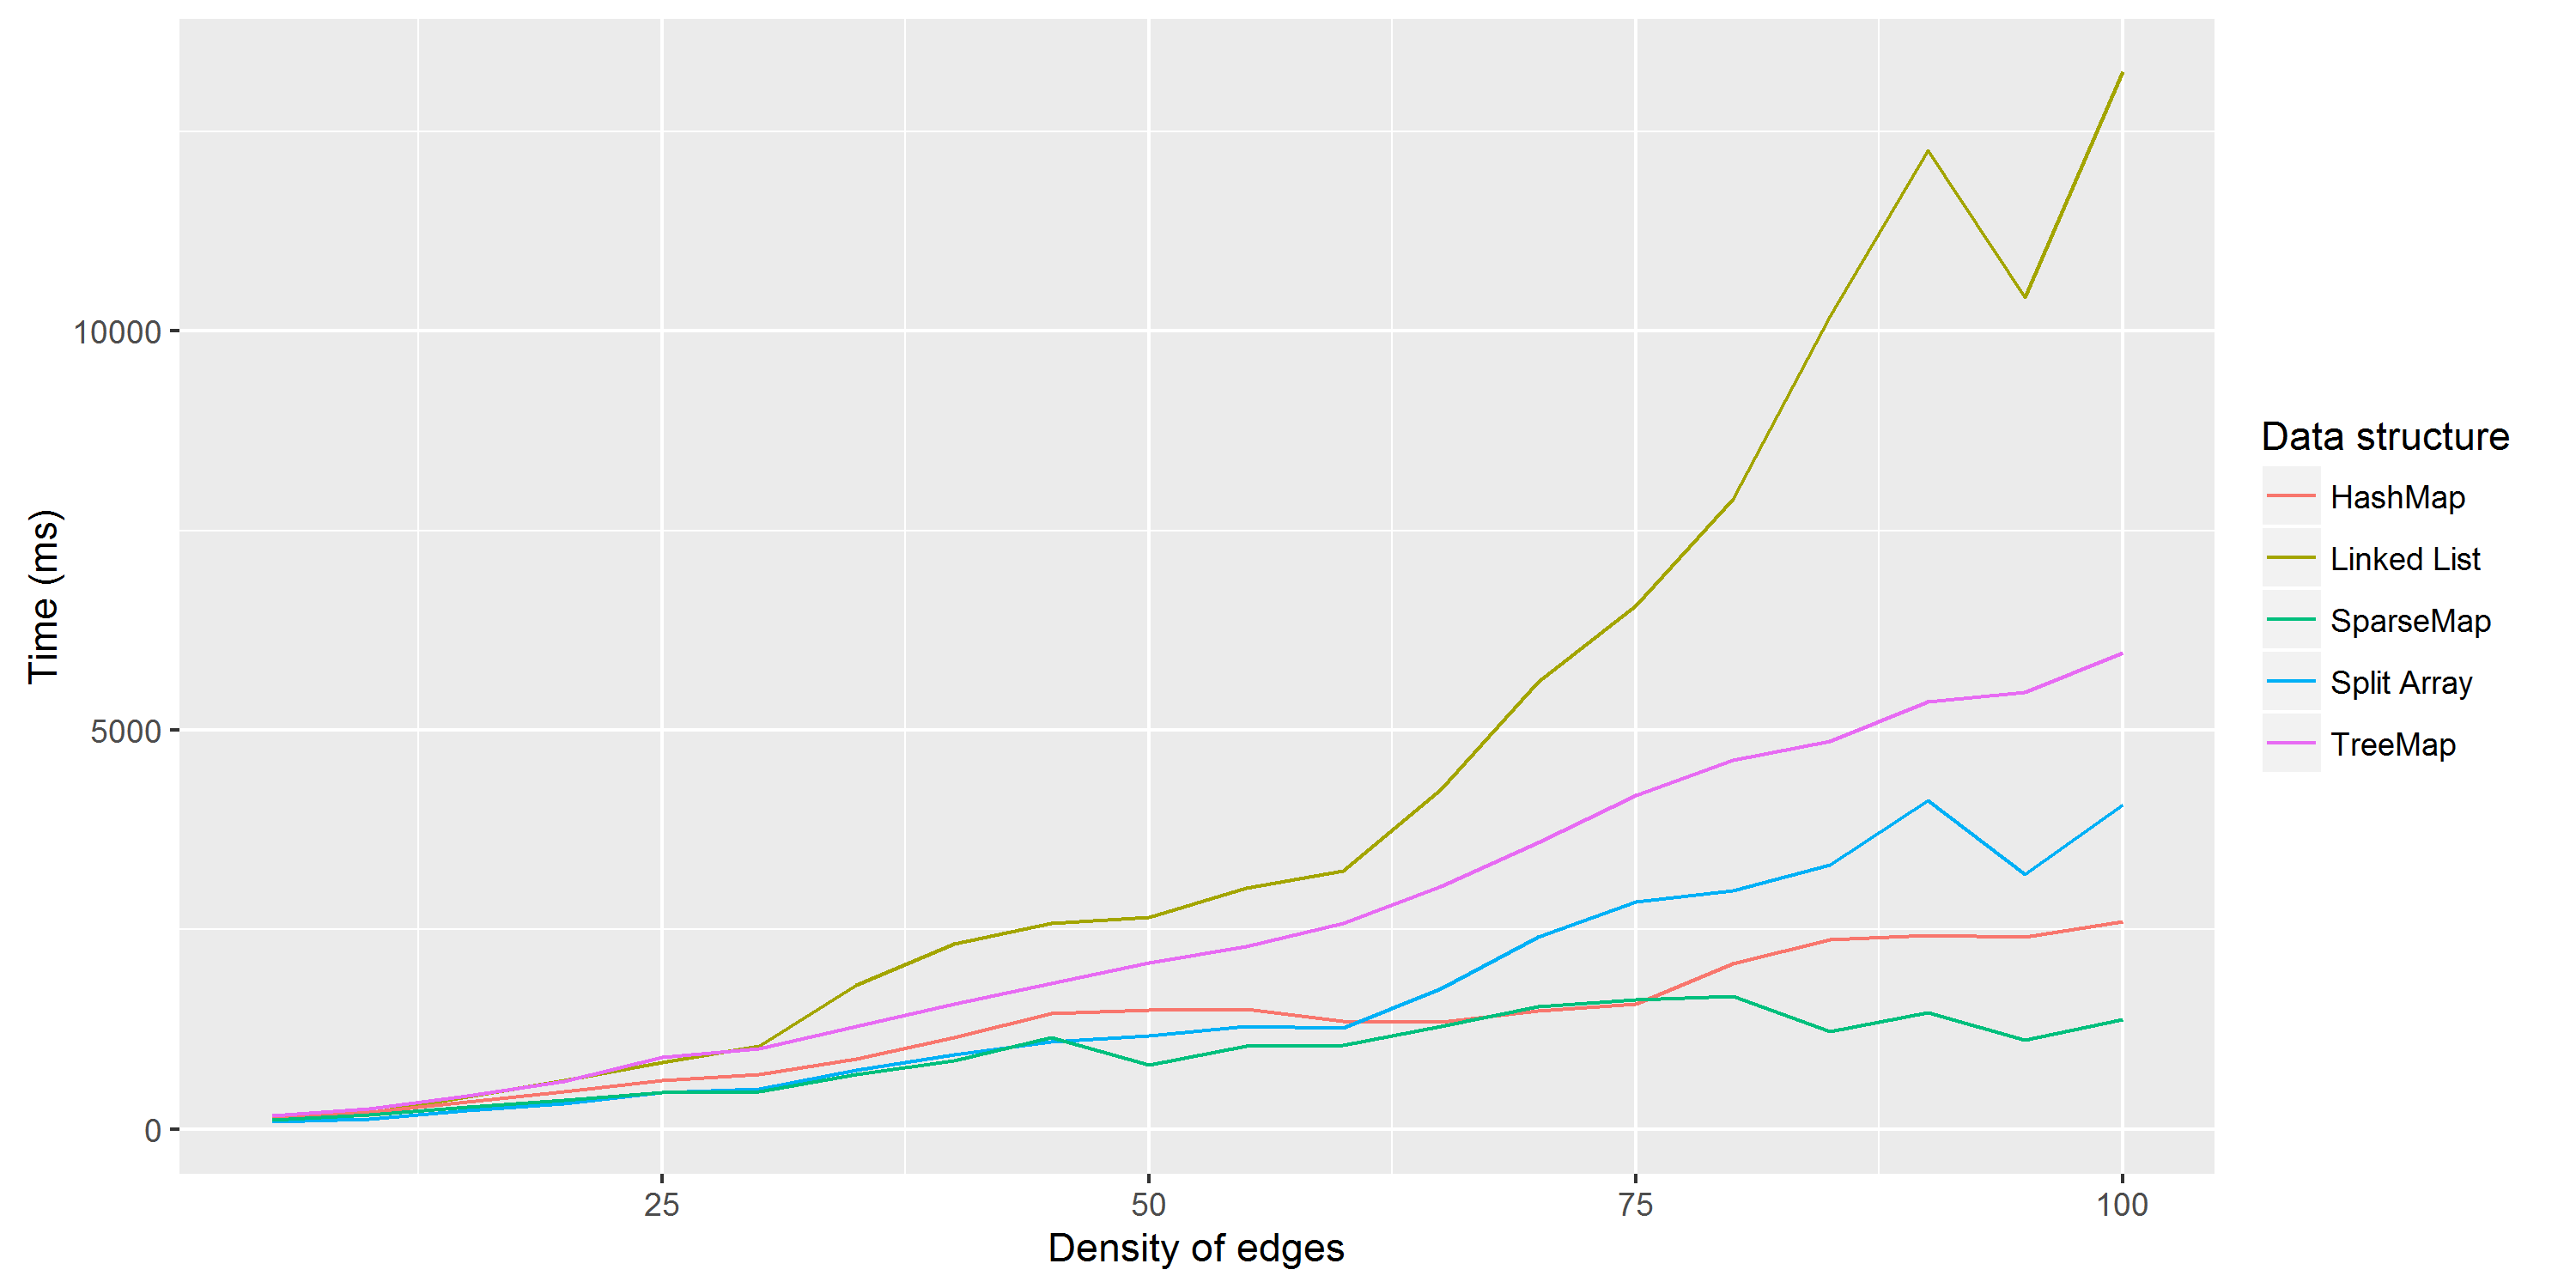 10000
5000
0
Time (ms)
25 50 75 100
Density of edges
Data structure
HashMap
Linked List
SparseMap
Split Array
TreeMap